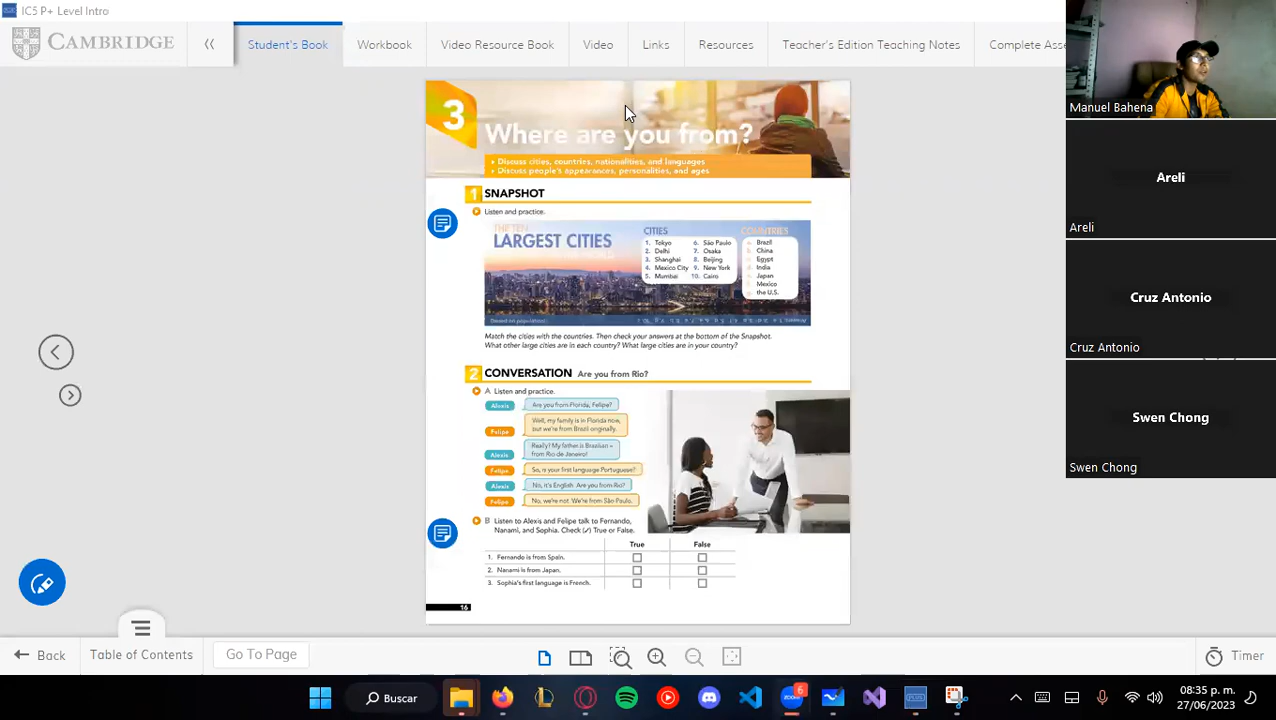 IC5 P+ Level Intro
CAMBRIDGE
Student's Book
Workbook
Video Resource Book
Video
Links
Resources
Teacher's Edition Teaching Notes
Complete Ass
3
Where are you from?
• Discuss cities, countries, nationalities, and languages
• Discuss people's appearances, personalities, and ages
1 SNAPSHOT
Listen and practice.
LARGEST CITIES
CITIES
1. Tokyo
2. Delhi
3. Shanghai
4. Mexico City
5. Mumbai
6. São Paulo
7. Osaka
8. Beijing
9. New York
10. Cairo
COUNTRIES
Brazil
China
Egypt
India
Japan
Mexico
the U.S.
Match the cities with the countries. Then check your answers at the bottom of the Snapshot.
What other large cities are in each country? What large cities are in your country?
2 CONVERSATION Are you from Rio?
A Listen and practice.
Alexis Are you from Florida, Felipe?
Felipe Well, my family is in Florida now,
but we're from Brazil originally.
Alexis Really? My father is Brazilian –
from Rio de Janeiro!
Felipe So, is your first language Portuguese?
Alexis No, it's English. Are you from Rio?
Felipe No, we're not. We're from São Paulo.
B Listen to Alexis and Felipe talk to Fernando,
Nanami, and Sophia. Check (✓) True or False.
True False
1. Fernando is from Spain.
2. Nanami is from Japan.
3. Sophia's first language is French.
16
Back
Table of Contents
Go To Page
Timer
Manuel Bahena
Areli
Areli
Cruz Antonio
Cruz Antonio
Swen Chong
Swen Chong
Buscar
zoom
6
PLUS
08:35 p. m.
27/06/2023